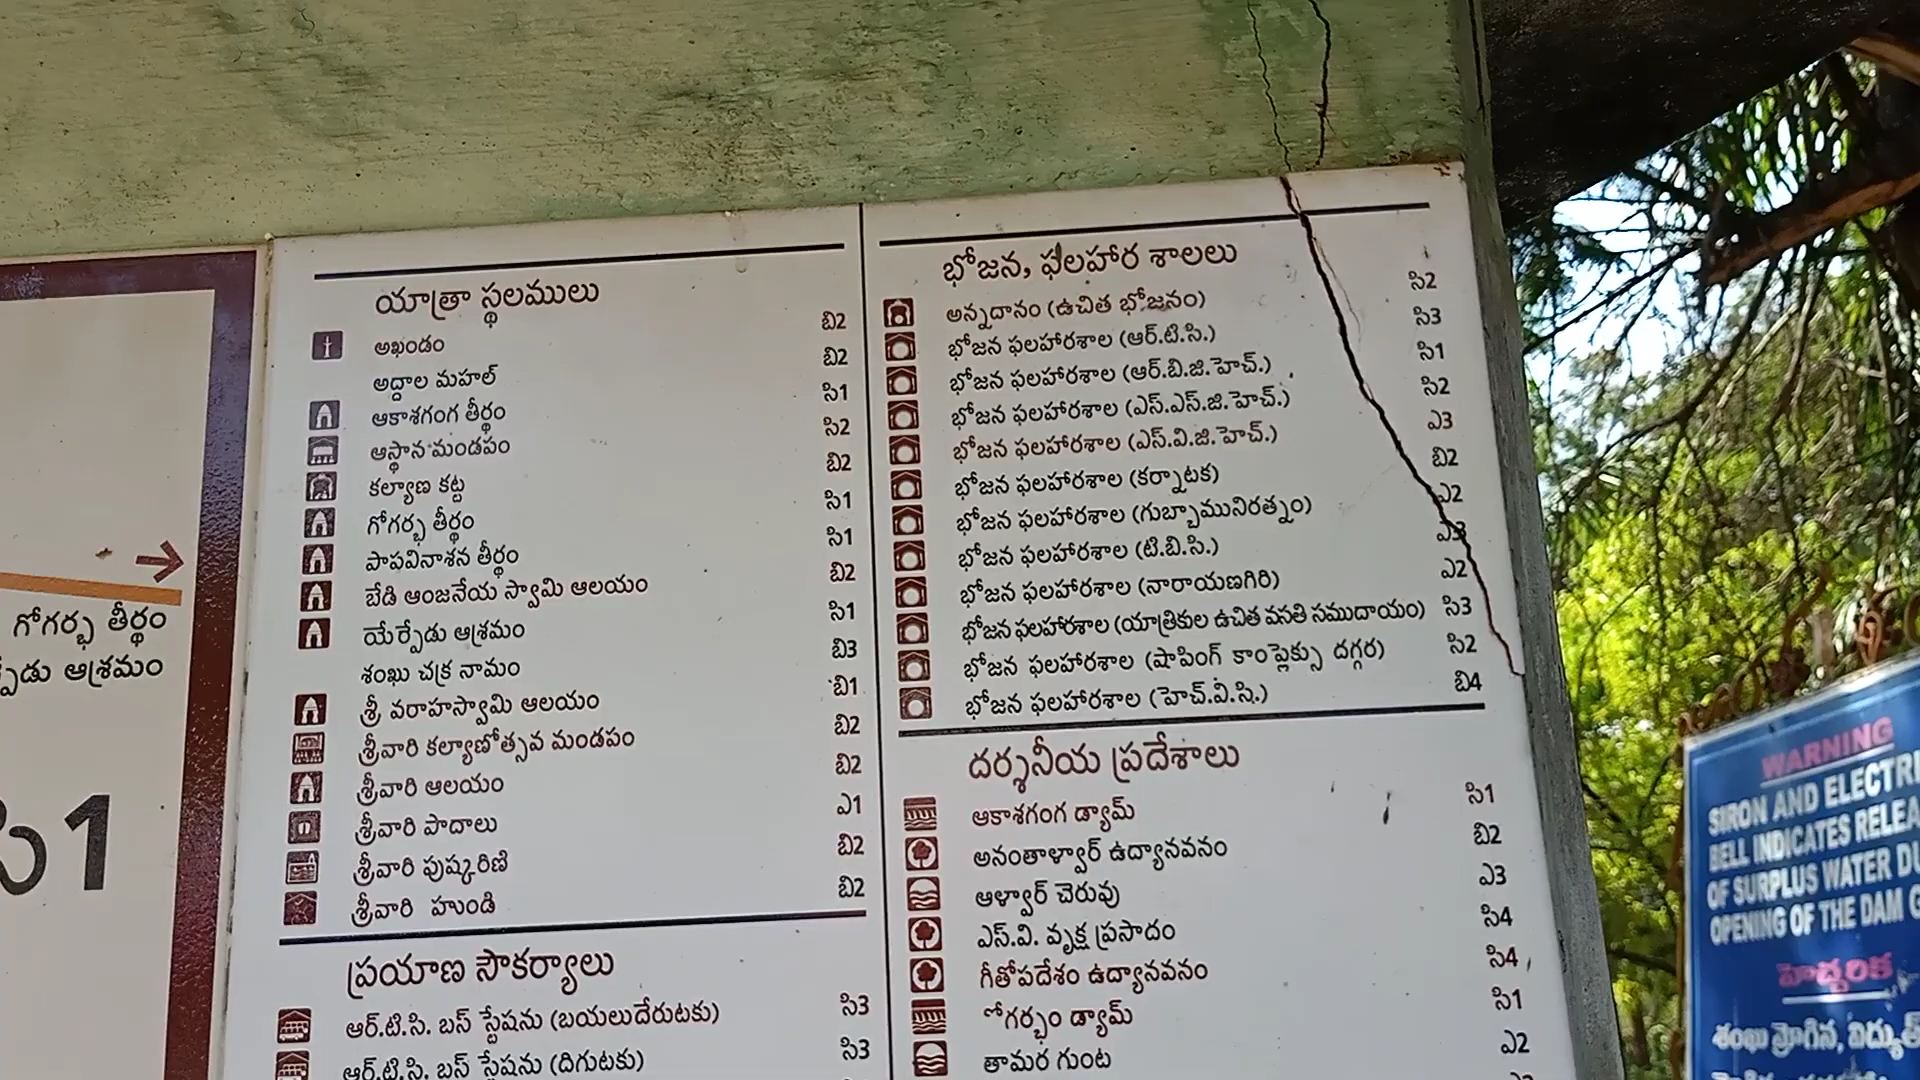 యాత్రా స్థలములు
అఖండం బి2
అద్దాల మహల్ బి2
ఆకాశగంగ తీర్థం సి1
ఆస్థాన మండపం సి2
కల్యాణ కట్ట బి2
గోగర్భ తీర్థం సి1
పాపవినాశన తీర్థం సి1
బేడి ఆంజనేయ స్వామి ఆలయం బి2
యేర్పేడు ఆశ్రమం సి1
శంఖు చక్ర నామం బి3
శ్రీ వరాహస్వామి ఆలయం బి1
శ్రీవారి కల్యాణోత్సవ మండపం బి2
శ్రీవారి ఆలయం బి2
శ్రీవారి పాదాలు ఎ1
శ్రీవారి పుష్కరిణి బి2
శ్రీవారి హుండి బి2
ప్రయాణ సౌకర్యాలు
ఆర్.టి.సి. బస్ స్టేషను (బయలుదేరుటకు) సి3
ఆర్.టి.సి. బస్ స్టేషను (దిగుటకు) సి3
భోజన, ఫలహార శాలలు
అన్నదానం (ఉచిత భోజనం) సి2
భోజన ఫలహారశాల (ఆర్.టి.సి.) సి3
భోజన ఫలహారశాల (ఆర్.బి.జి.హెచ్.) సి1
భోజన ఫలహారశాల (ఎస్.ఎస్.జి.హెచ్.) సి2
భోజన ఫలహారశాల (ఎస్.వి.జి.హెచ్.) ఎ3
భోజన ఫలహారశాల (కర్నాటక) బి2
భోజన ఫలహారశాల (గుబ్బామునిరత్నం) ఎ2
భోజన ఫలహారశాల (టి.బి.సి.) ఎ3
భోజన ఫలహారశాల (నారాయణగిరి) ఎ2
భోజన ఫలహారశాల (యాత్రికుల ఉచిత వసతి సముదాయం) సి3
భోజన ఫలహారశాల (షాపింగ్ కాంప్లెక్సు దగ్గర) సి2
భోజన ఫలహారశాల (హెచ్.వి.సి.) బి4
దర్శనీయ ప్రదేశాలు
ఆకాశగంగ డ్యామ్ సి1
అనంతాళ్వార్ ఉద్యానవనం బి2
ఆళ్వార్ చెరువు ఎ3
ఎస్.వి. వృక్ష ప్రసాదం సి4
గీతోపదేశం ఉద్యానవనం సి4
గోగర్భం డ్యామ్ సి1
తామర గుంట ఎ2
గోగర్భ తీర్థం
ఆశ్రమం
సి1
WARNING
SIRON AND ELECTRI
BELL INDICATES RELEA
OF SURPLUS WATER DU
OPENING OF THE DAM G
హెచ్చరిక
శంఖు మ్రోగిన, విద్యుత్